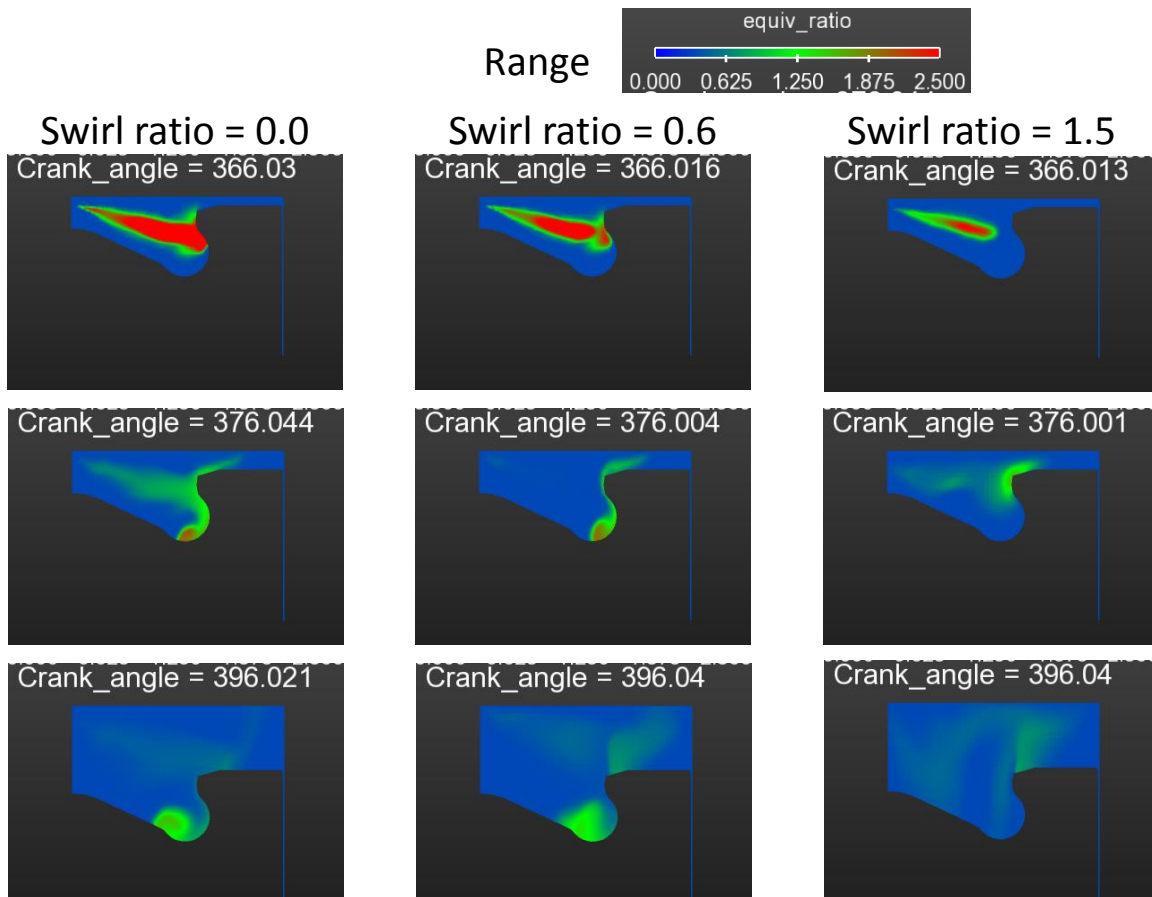 equiv_ratio
Range
0.000 0.625 1.250 1.875 2.500
Swirl ratio = 0.0
Swirl ratio = 0.6
Swirl ratio = 1.5
Crank_angle = 366.03
Crank_angle = 366.016
Crank_angle = 366.013
Crank_angle = 376.044
Crank_angle = 376.004
Crank_angle = 376.001
Crank_angle = 396.021
Crank_angle = 396.04
Crank_angle = 396.04